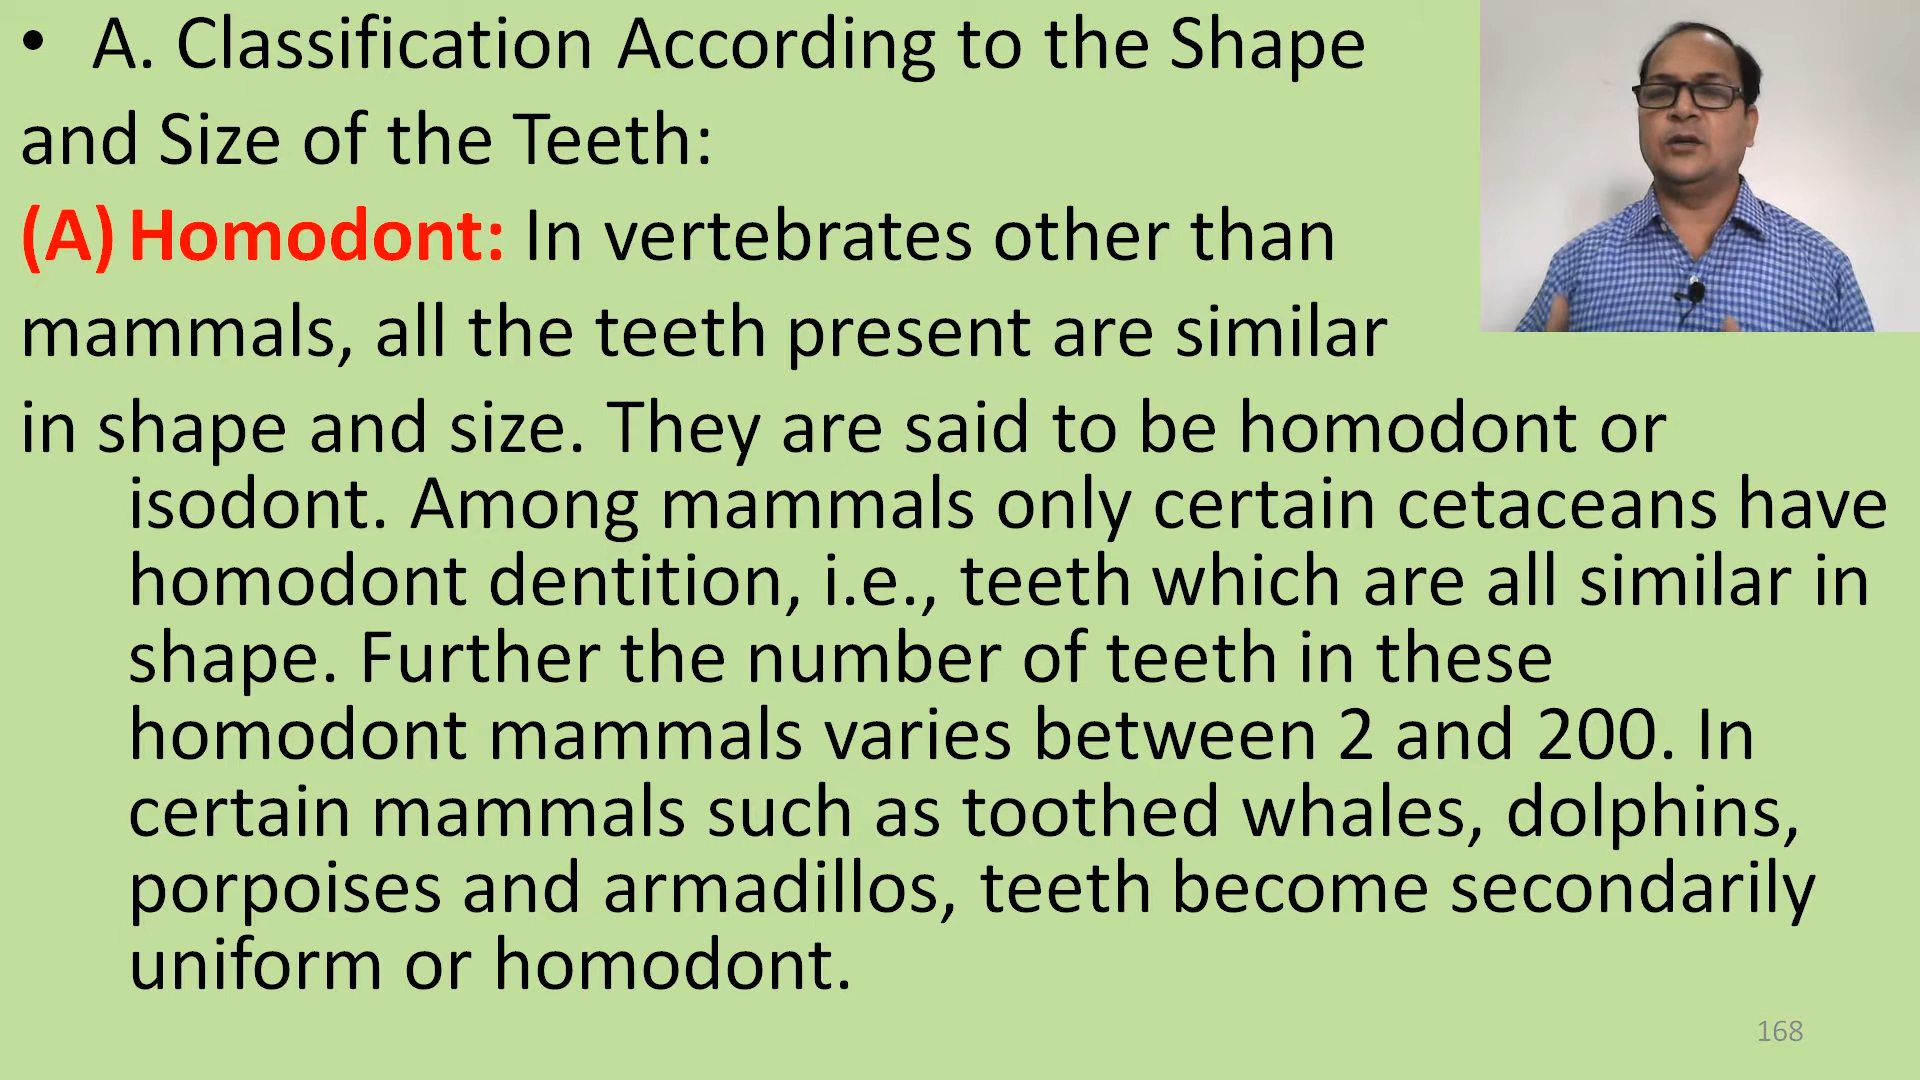 • A. Classification According to the Shape
and Size of the Teeth:
(A) Homodont: In vertebrates other than
mammals, all the teeth present are similar
in shape and size. They are said to be homodont or
isodont. Among mammals only certain cetaceans have
homodont dentition, i.e., teeth which are all similar in
shape. Further the number of teeth in these
homodont mammals varies between 2 and 200. In
certain mammals such as toothed whales, dolphins,
porpoises and armadillos, teeth become secondarily
uniform or homodont.
168